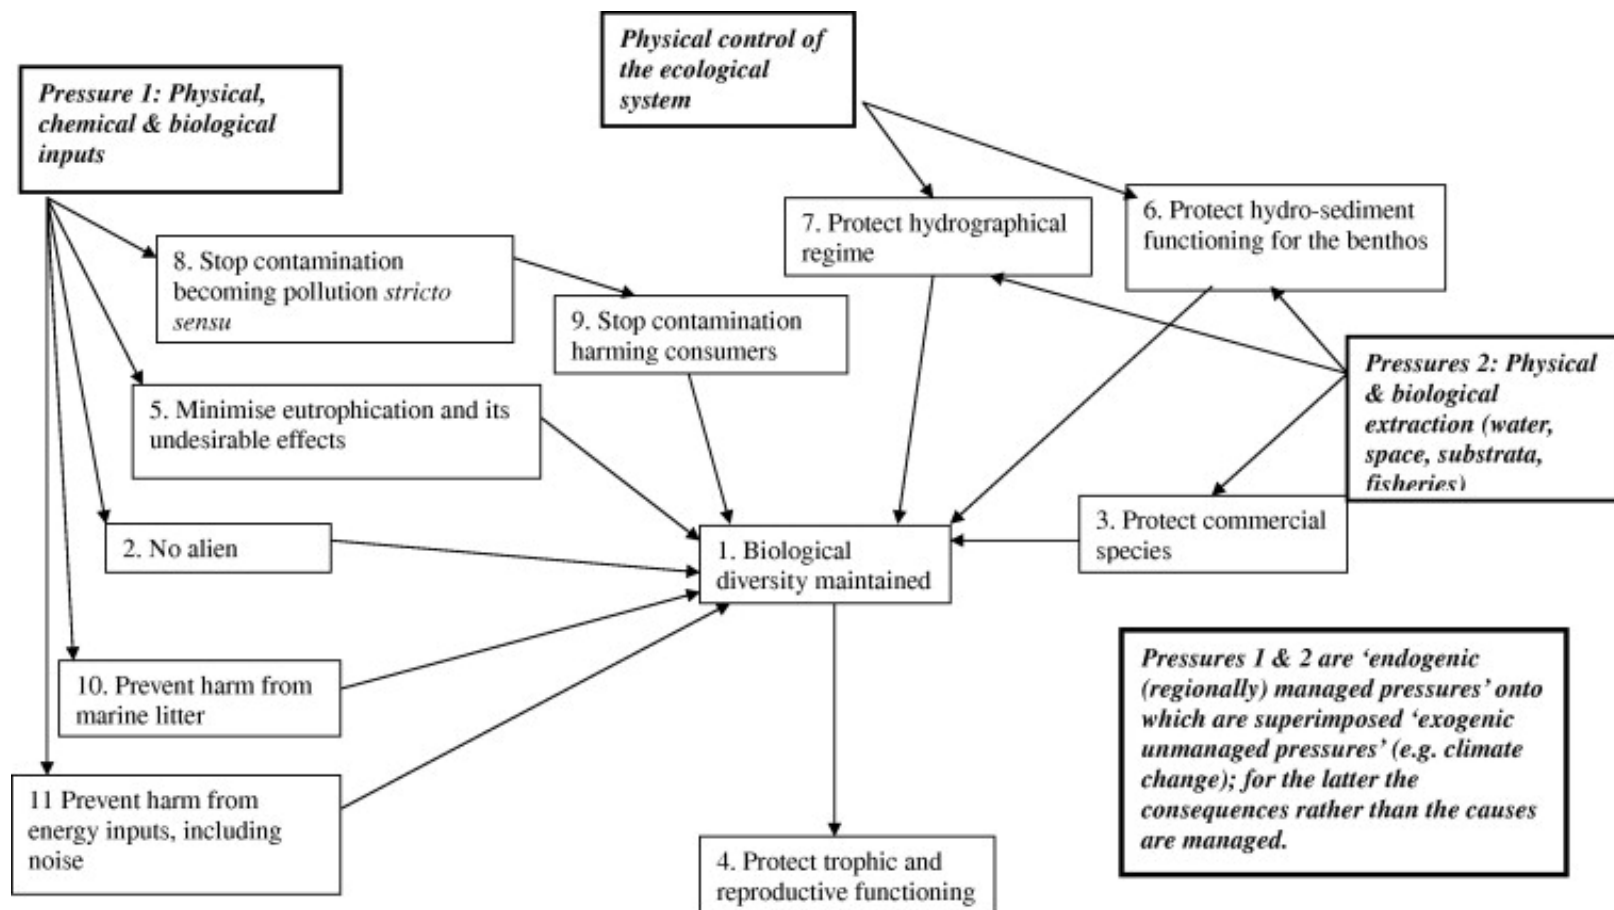 Physical control of
the ecological
system
Pressure 1: Physical,
chemical & biological
inputs
7. Protect hydrographical
regime
6. Protect hydro-sediment
functioning for the benthos
8. Stop contamination
becoming pollution stricto
sensu
9. Stop contamination
harming consumers
Pressures 2: Physical
& biological
extraction (water,
space, substrata,
fisheries)
5. Minimise eutrophication and its
undesirable effects
3. Protect commercial
species
2. No alien
1. Biological
diversity maintained
10. Prevent harm from
marine litter
Pressures 1 & 2 are ‘endogenic
(regionally) managed pressures’ onto
which are superimposed ‘exogenic
unmanaged pressures’ (e.g. climate
change); for the latter the
consequences rather than the causes
are managed.
11 Prevent harm from
energy inputs, including
noise
4. Protect trophic and
reproductive functioning